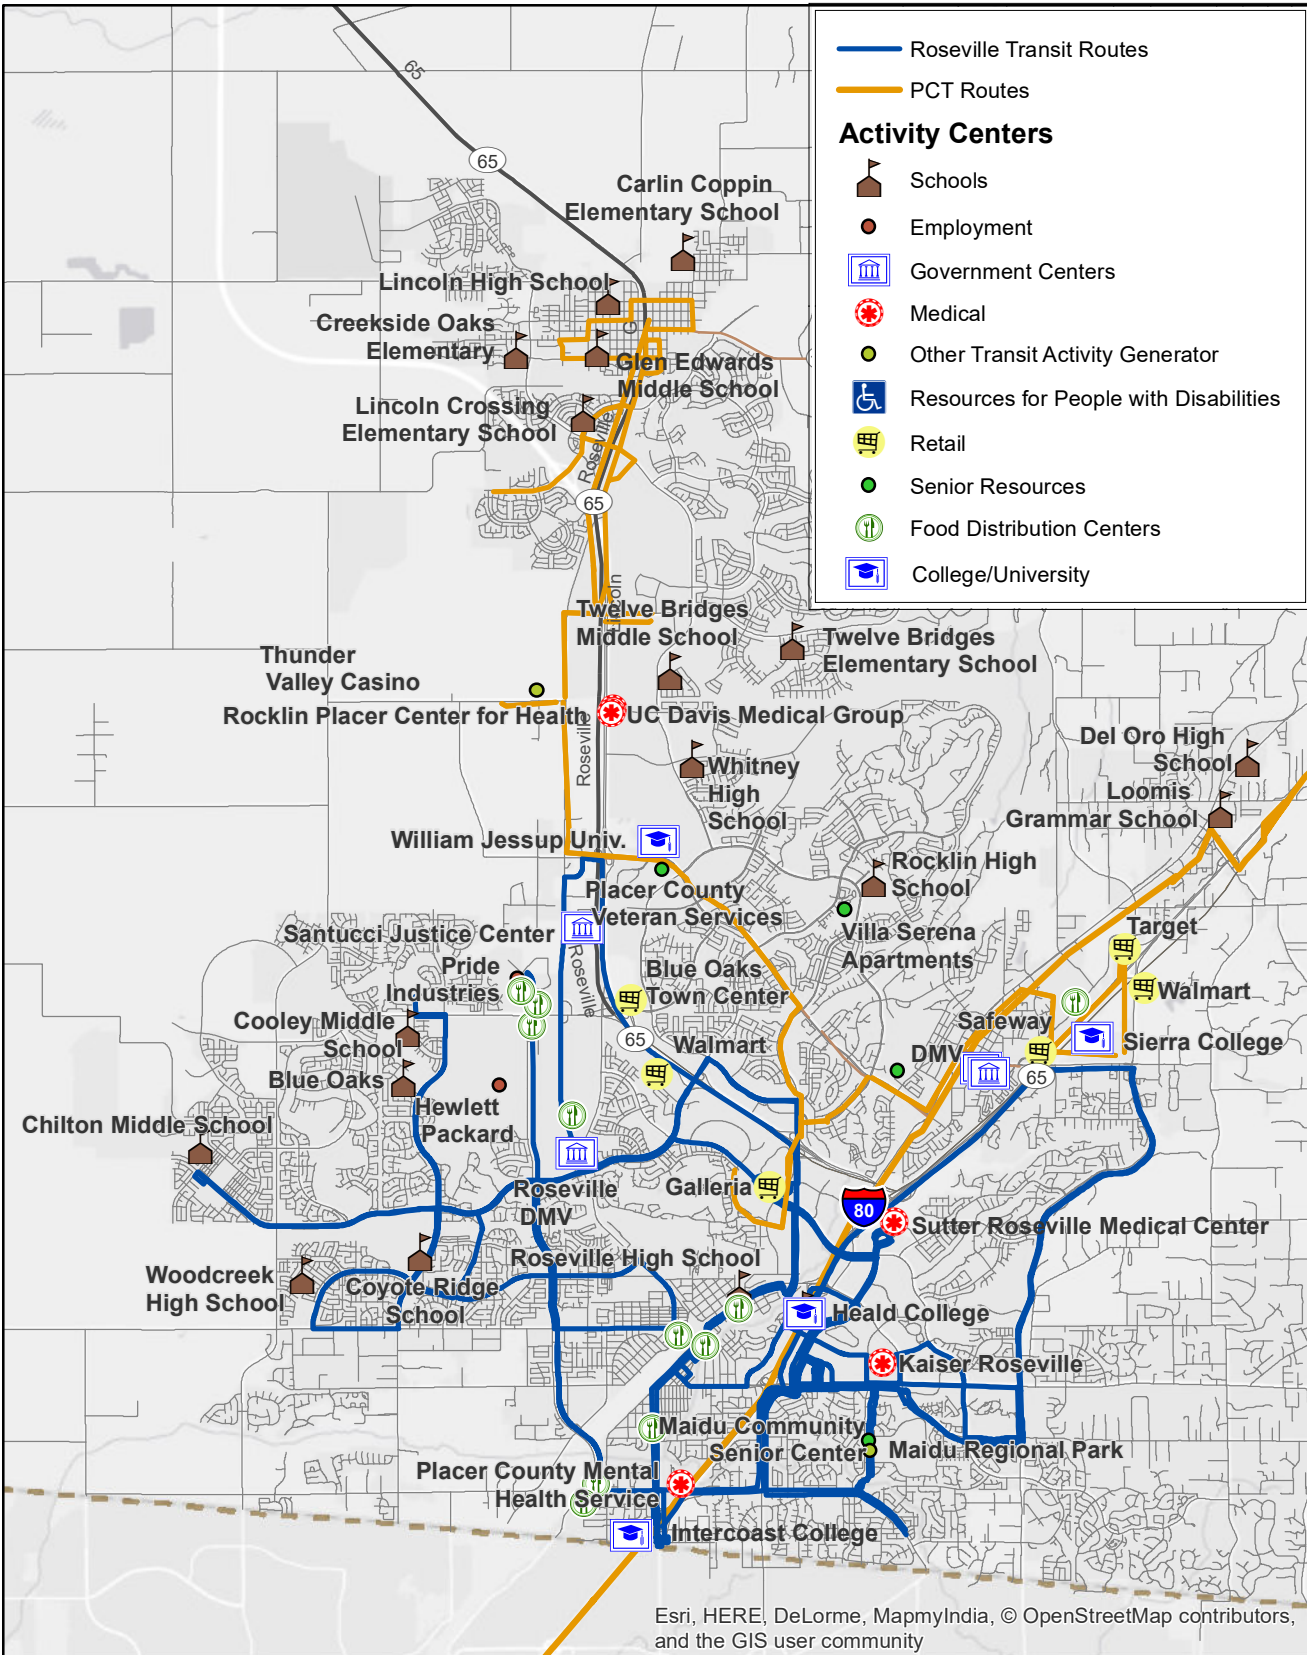 Roseville Transit Routes
PCT Routes
Activity Centers
Schools
Employment
Government Centers
Medical
Other Transit Activity Generator
Resources for People with Disabilities
Retail
Senior Resources
Food Distribution Centers
College/University
65
65
Carlin Coppin
Elementary School
Lincoln High School
G
Creekside Oaks
Elementary
Glen Edwards
Middle School
Lincoln Crossing
Elementary School
Roseville
65
Lincoln
Twelve Bridges
Middle School
Twelve Bridges
Elementary School
Thunder
Valley Casino
Rocklin Placer Center for Health
UC Davis Medical Group
Roseville
Whitney
High
School
Del Oro High
School
Loomis
Grammar School
William Jessup Univ.
Rocklin High
School
Placer County
Veteran Services
Villa Serena
Apartments
Santucci Justice Center
Roseville
Target
Pride
Industries
Blue Oaks
Town Center
Walmart
Cooley Middle
School
65
Walmart
Safeway
Sierra College
DMV
65
Blue Oaks
Hewlett
Packard
Chilton Middle School
Roseville
DMV
Galleria
80
Sutter Roseville Medical Center
Roseville High School
Woodcreek
High School
Coyote Ridge
School
Heald College
Kaiser Roseville
Maidu Community
Senior Center
Maidu Regional Park
Placer County Mental
Health Service
Intercoast College
Esri, HERE, DeLorme, MapmyIndia, © OpenStreetMap contributors,
and the GIS user community